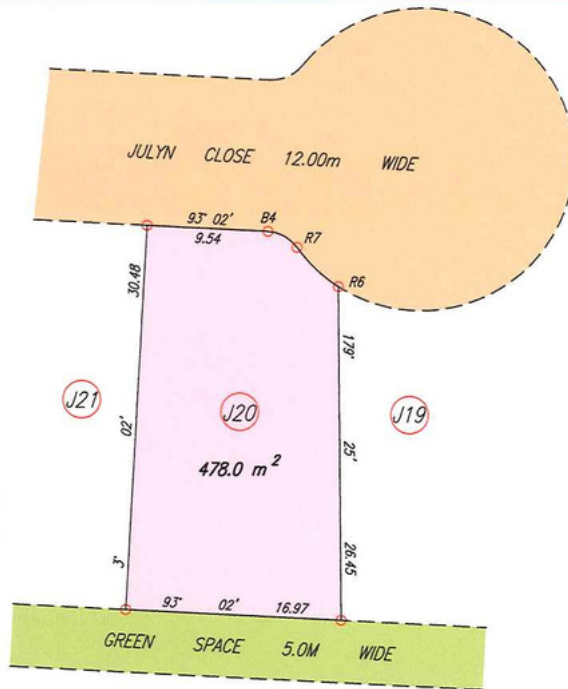 JULYN CLOSE 12.00m WIDE
93° 02'
9.54
B4
R7
R6
30.48
02'
3°
179°
25'
26.45
J21
J20
J19
478.0 m²
93° 02' 16.97
GREEN SPACE 5.0M WIDE